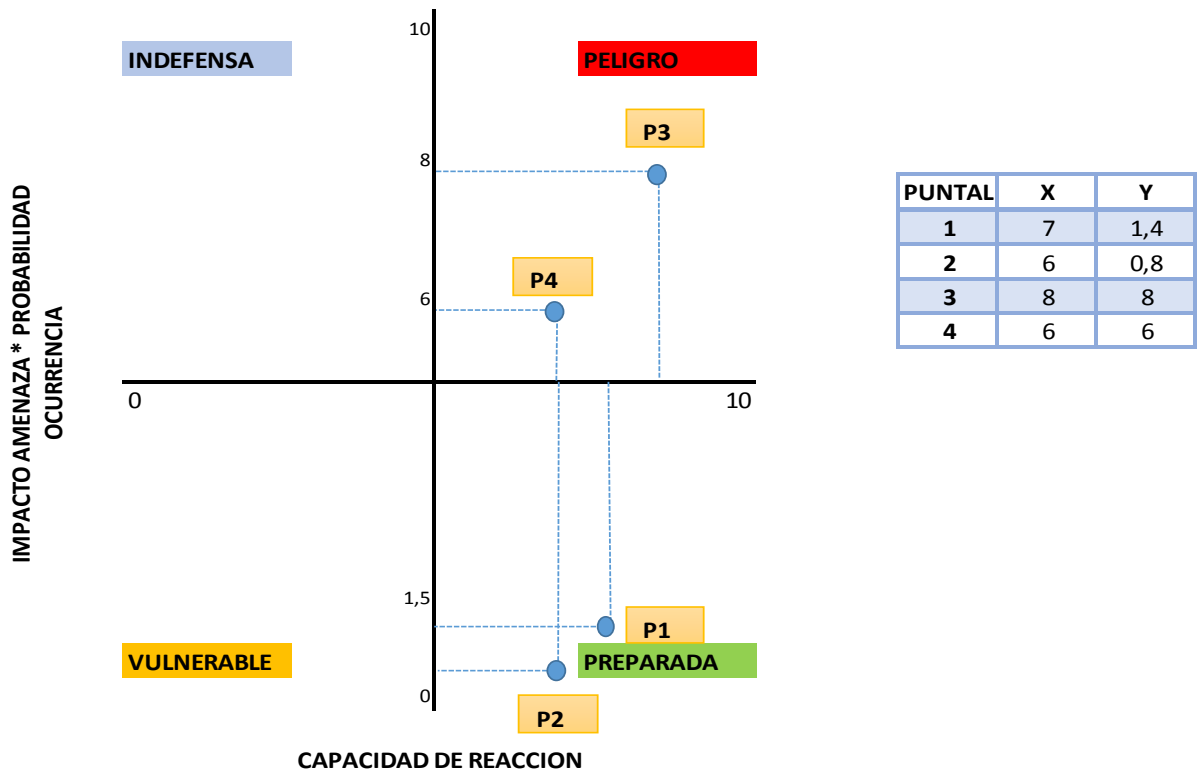 10
INDEFENSA
PELIGRO
P3
8
P4
6
0
10
1,5
P1
VULNERABLE
PREPARADA
0
P2
IMPACTO AMENAZA * PROBABILIDAD
OCURRENCIA
CAPACIDAD DE REACCION
PUNTAL X Y
1 7 1,4
2 6 0,8
3 8 8
4 6 6